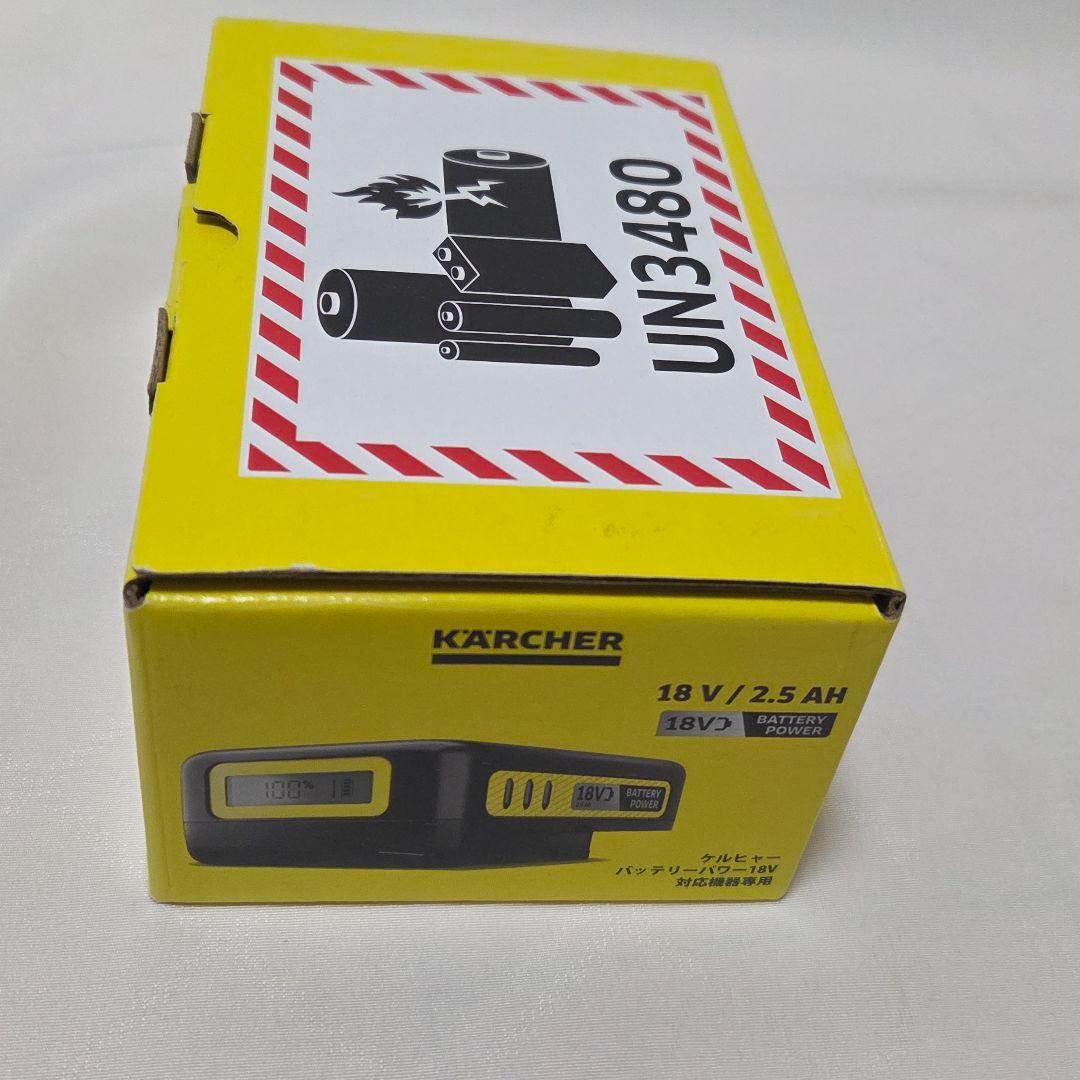 UN3480
KÄRCHER
18 V / 2.5 AH
18V BATTERY
POWER
100%
18V BATTERY
POWER
ケルヒャー
バッテリーパワー18V
対応機器専用